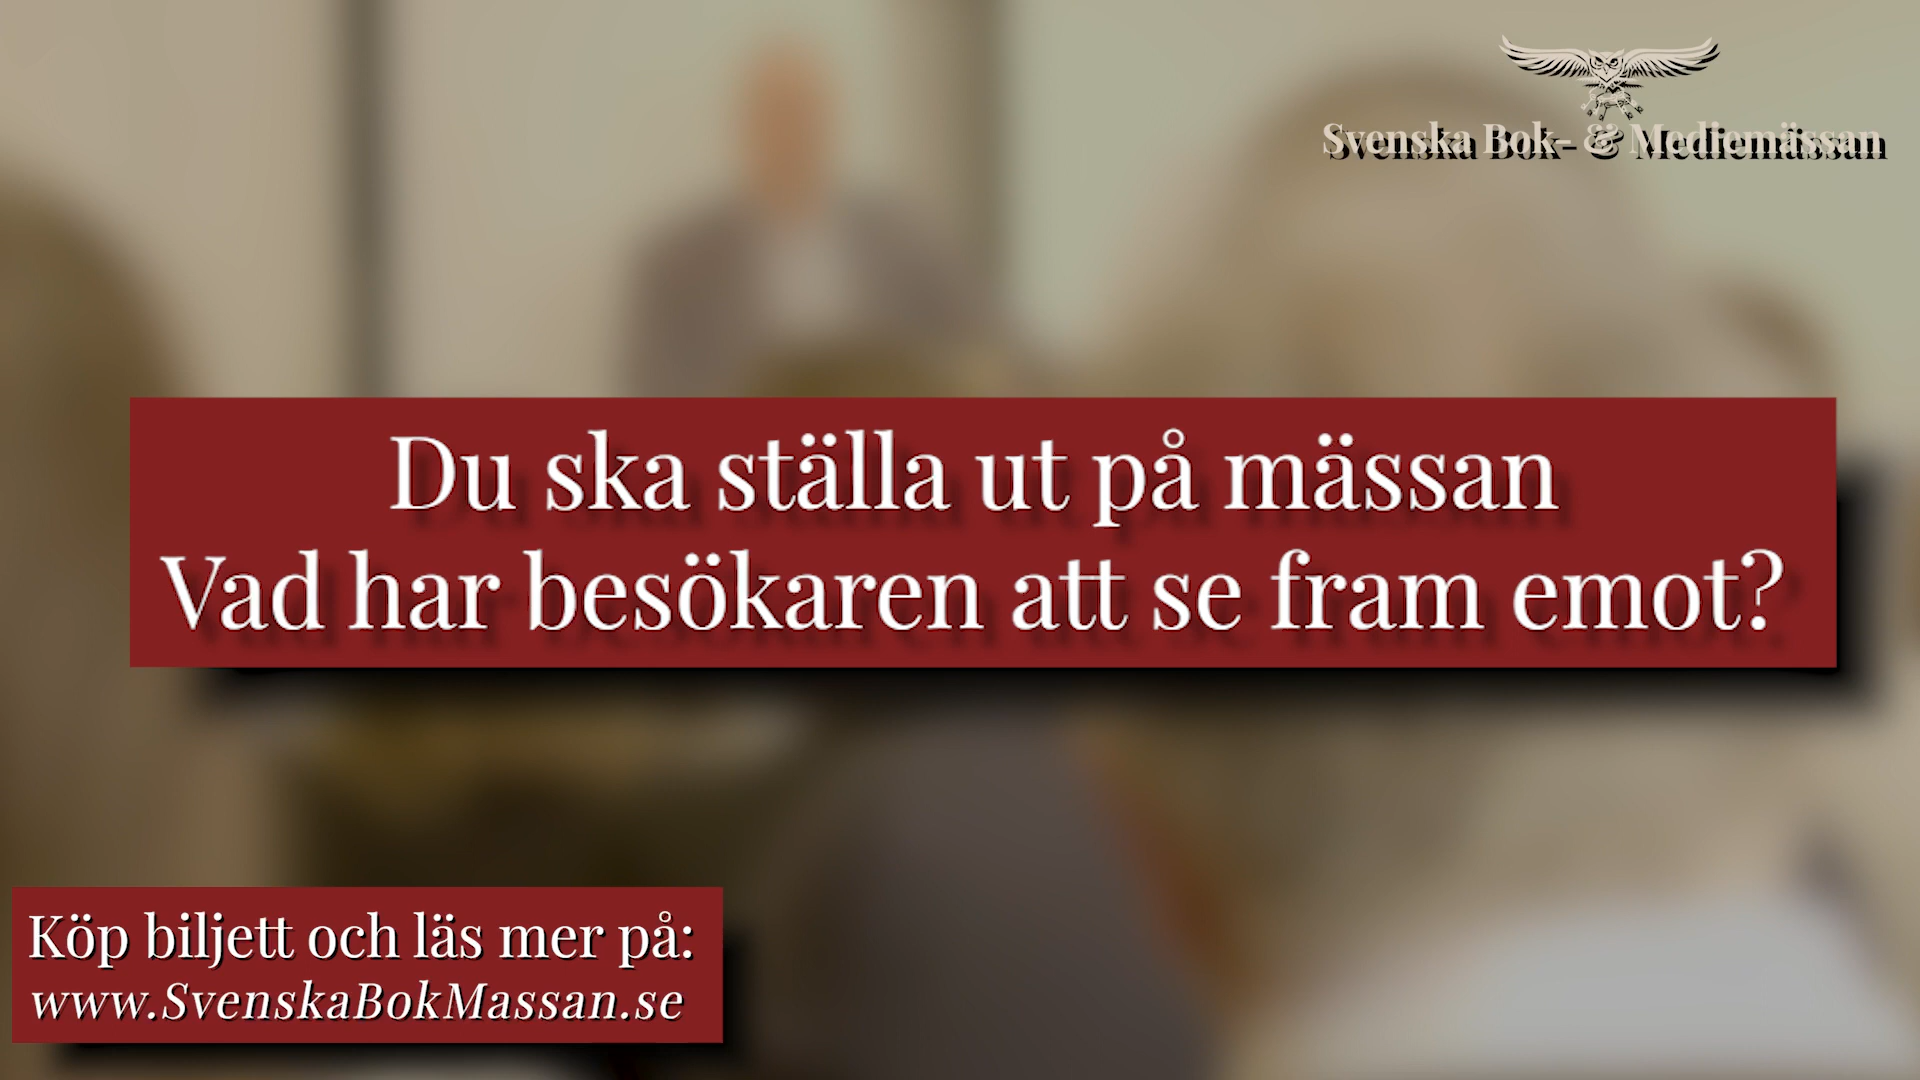 Svenska Bok- & Mediemässan
Du ska ställa ut på mässan
Vad har besökaren att se fram emot?
Köp biljett och läs mer på:
www.SvenskaBokMassan.se